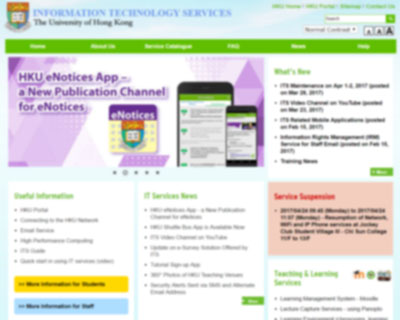 HKU Home | HKU Portal | Sitemap | Contact Us
INFORMATION TECHNOLOGY SERVICES
The University of Hong Kong
Normal Contrast
A A A
Home About Us Service Catalogue FAQ News Help
HKU eNotices App –
a New Publication Channel
for eNotices
eNotices
What's New
ITS Maintenance on Apr 1-2, 2017 (posted
on Mar 28, 2017)
ITS Video Channel on YouTube (posted
on Mar 23, 2017)
ITS Related Mobile Applications (posted
on Feb 15, 2017)
Information Rights Management (IRM)
Service for Staff Email (posted on Feb 10,
2017)
Training News
More
Useful Information
HKU Portal
Connecting to the HKU Network
Email Service
High Performance Computing
ITS Guide
Quick start in using IT services (video)
>> More Information for Students
>> More Information for Staff
IT Services News
HKU eNotices App - a New Publication
Channel for eNotices
HKU Shuttle Bus App is Available Now
ITS Video Channel on YouTube
Update on a Survey Solution Offered by
ITS
Tutorial Sign-up App
360° Photos of HKU Teaching Venues
Security Alerts Sent via SMS and Alternate
Email Address
More
Service Suspension
2017/04/24 09:45 (Monday) to 2017/04/24
11:07 (Monday) - Resumption of Network,
WiFi and IP Phone services at Jockey
Club Student Village III - Chi Sun College
11/F to 13/F
Teaching & Learning
Services
Learning Management System - Moodle
Lecture Capture Services - using Panopto